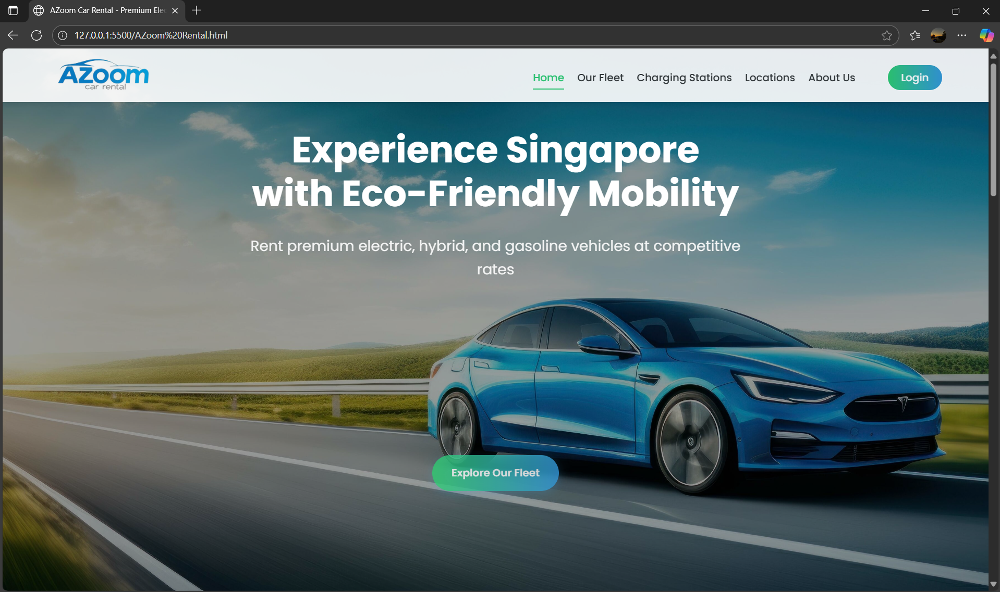 AZoom Car Rental - Premium Elec
127.0.0.1:5500/AZoom%20Rental.html
AZoom
car rental
Home
Our Fleet
Charging Stations
Locations
About Us
Login
Experience Singapore
with Eco-Friendly Mobility
Rent premium electric, hybrid, and gasoline vehicles at competitive
rates
Explore Our Fleet